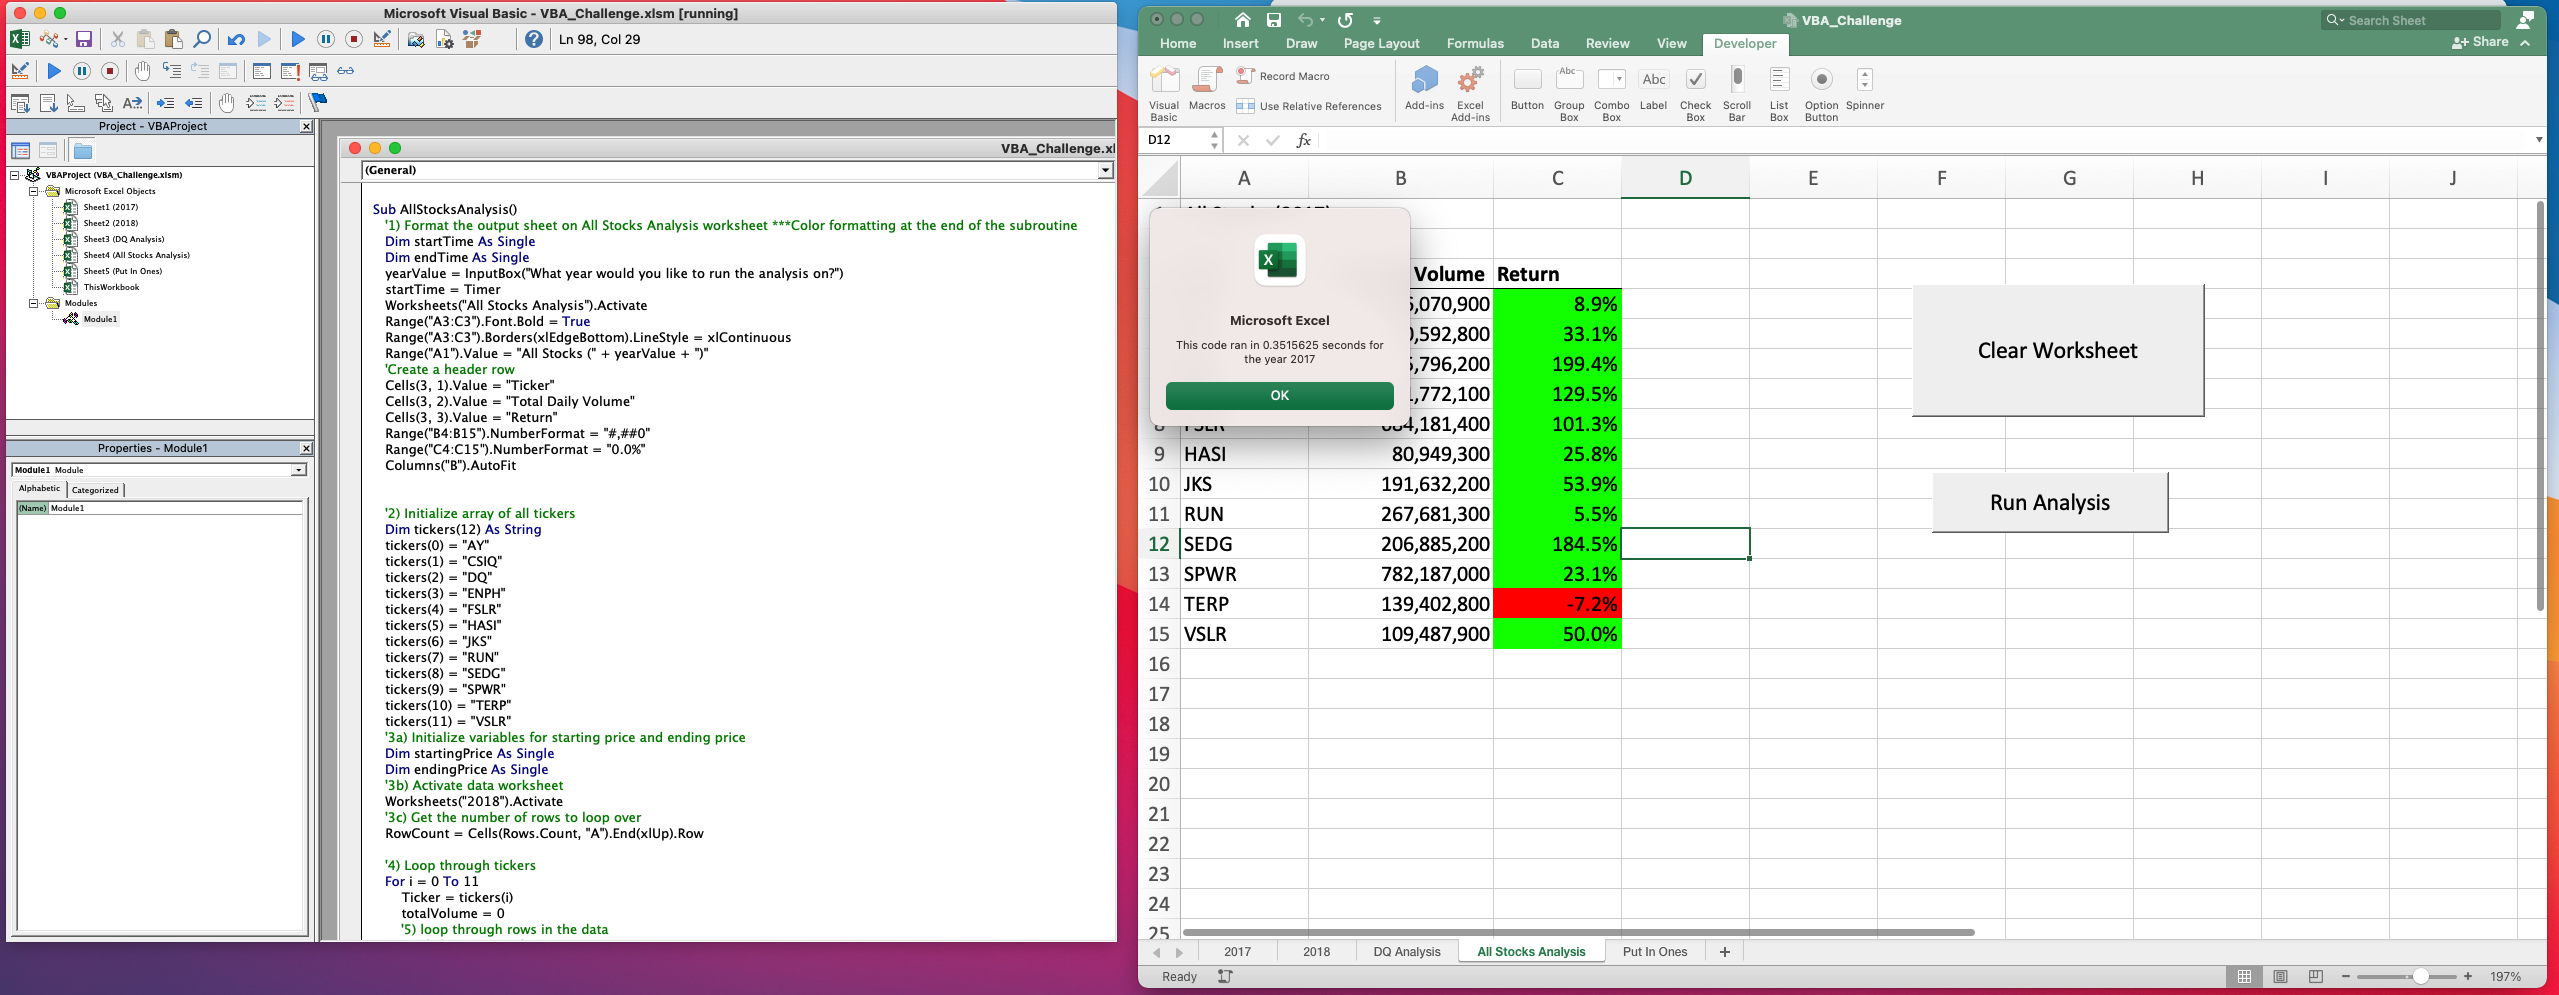 Microsoft Visual Basic - VBA_Challenge.xlsm [running]
Ln 98, Col 29
Project - VBAProject
VBAProject (VBA_Challenge.xlsm)
Microsoft Excel Objects
Sheet1 (2017)
Sheet2 (2018)
Sheet3 (DQ Analysis)
Sheet4 (All Stocks Analysis)
Sheet5 (Put In Ones)
ThisWorkbook
Modules
Module1
Properties - Module1
Module1 Module
Alphabetic Categorized
(Name) Module1
VBA_Challenge.xl
(General)
Sub AllStocksAnalysis()
'1) Format the output sheet on All Stocks Analysis worksheet ***Color formatting at the end of the subroutine
Dim startTime As Single
Dim endTime As Single
yearValue = InputBox("What year would you like to run the analysis on?")
startTime = Timer
Worksheets("All Stocks Analysis").Activate
Range("A3:C3").Font.Bold = True
Range("A3:C3").Borders(xlEdgeBottom).LineStyle = xlContinuous
Range("A1").Value = "All Stocks (" + yearValue + ")"
'Create a header row
Cells(3, 1).Value = "Ticker"
Cells(3, 2).Value = "Total Daily Volume"
Cells(3, 3).Value = "Return"
Range("B4:B15").NumberFormat = "#,##0"
Range("C4:C15").NumberFormat = "0.0%"
Columns("B").AutoFit
'2) Initialize array of all tickers
Dim tickers(12) As String
tickers(0) = "AY"
tickers(1) = "CSIQ"
tickers(2) = "DQ"
tickers(3) = "ENPH"
tickers(4) = "FSLR"
tickers(5) = "HASI"
tickers(6) = "JKS"
tickers(7) = "RUN"
tickers(8) = "SEDG"
tickers(9) = "SPWR"
tickers(10) = "TERP"
tickers(11) = "VSLR"
'3a) Initialize variables for starting price and ending price
Dim startingPrice As Single
Dim endingPrice As Single
'3b) Activate data worksheet
Worksheets("2018").Activate
'3c) Get the number of rows to loop over
RowCount = Cells(Rows.Count, "A").End(xlUp).Row
'4) Loop through tickers
For i = 0 To 11
Ticker = tickers(i)
totalVolume = 0
'5) loop through rows in the data
VBA_Challenge
Search Sheet
Home Insert Draw Page Layout Formulas Data Review View Developer
Share
Visual Basic
Macros
Record Macro
Use Relative References
Add-ins
Excel Add-ins
Button
Group Box
Combo Box
Label
Check Box
Scroll Bar
List Box
Option Button
Spinner
Abc
Abc
D12
fx
A B C D E F G H I J
Volume Return
,070,900 8.9%
,592,800 33.1%
,796,200 199.4%
,772,100 129.5%
,181,400 101.3%
9 HASI 80,949,300 25.8%
10 JKS 191,632,200 53.9%
11 RUN 267,681,300 5.5%
12 SEDG 206,885,200 184.5%
13 SPWR 782,187,000 23.1%
14 TERP 139,402,800 -7.2%
15 VSLR 109,487,900 50.0%
16
17
18
19
20
21
22
23
24
25
Microsoft Excel
This code ran in 0.3515625 seconds for
the year 2017
OK
Clear Worksheet
Run Analysis
2017 2018 DQ Analysis All Stocks Analysis Put In Ones +
Ready
197%